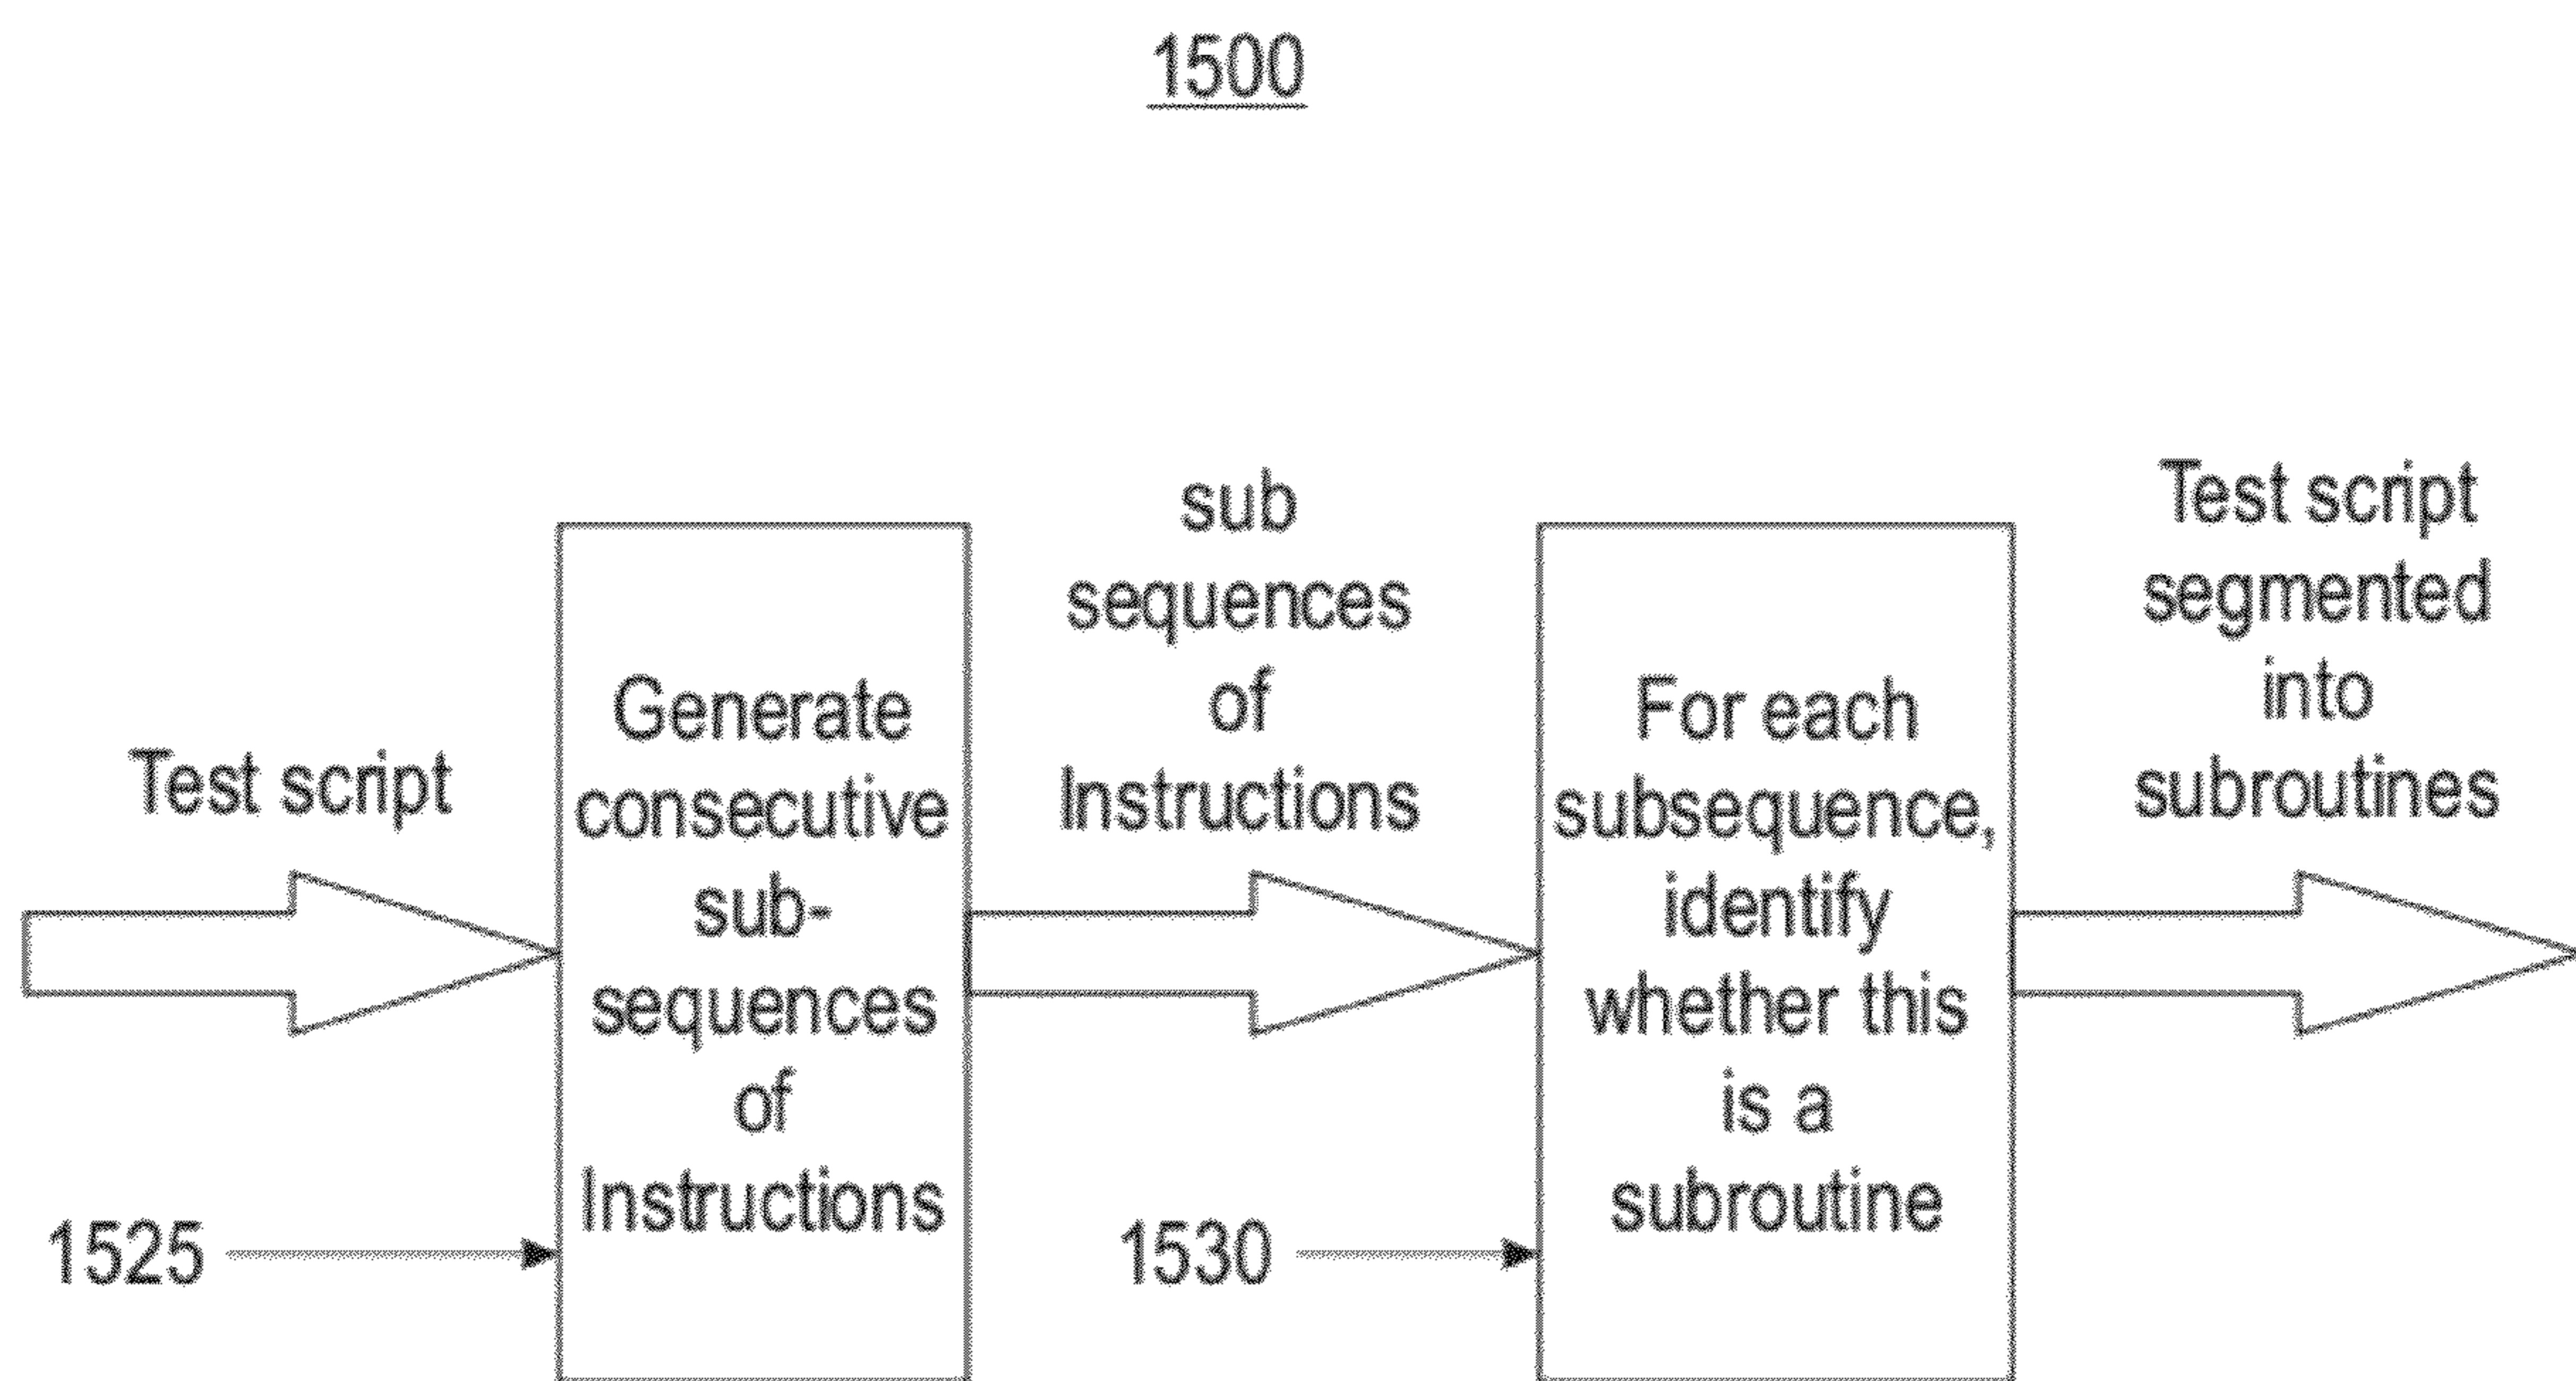 1500
Test script
1525
Generate
consecutive
sub-
sequences
of
Instructions
sub
sequences
of
Instructions
1530
For each
subsequence,
identify
whether this
is a
subroutine
Test script
segmented
into
subroutines